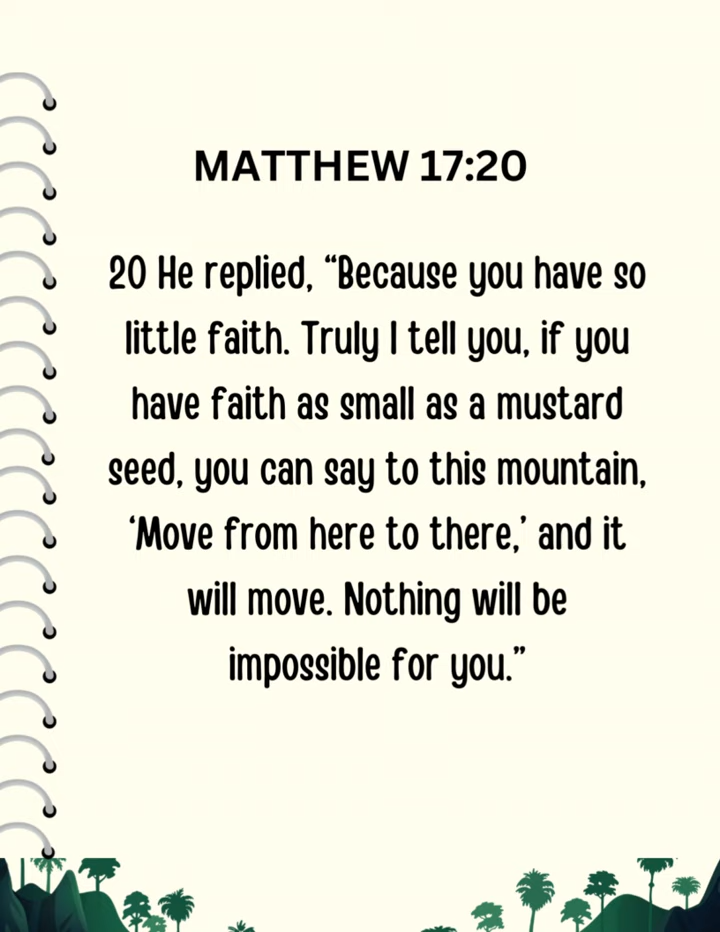 MATTHEW 17:20
20 He replied, “Because you have so
little faith. Truly I tell you, if you
have faith as small as a mustard
seed, you can say to this mountain,
‘Move from here to there,’ and it
will move. Nothing will be
impossible for you.”